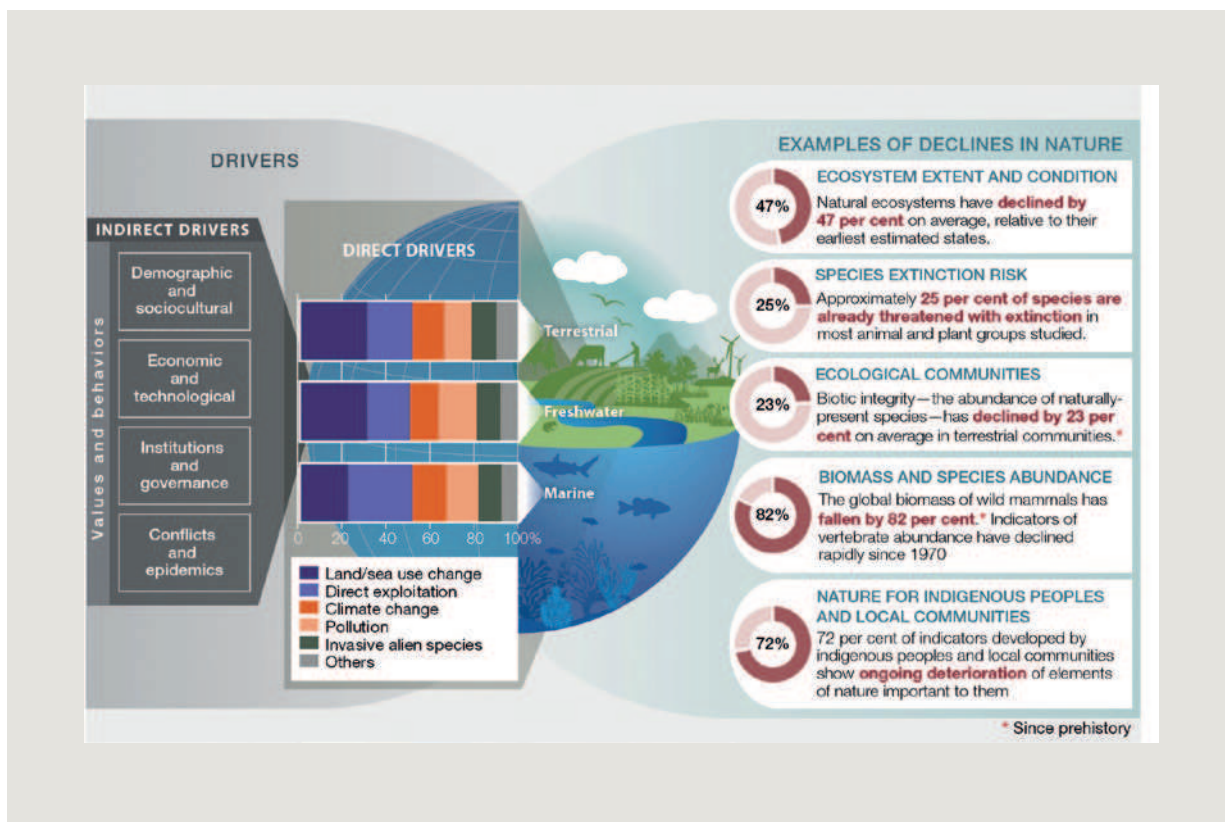 DRIVERS
INDIRECT DRIVERS
Values and behaviors
Demographic
and
sociocultural
Economic
and
technological
Institutions
and
governance
Conflicts
and
epidemics
DIRECT DRIVERS
Terrestrial
Freshwater
Marine
0 20 40 60 80 100%
Land/sea use change
Direct exploitation
Climate change
Pollution
Invasive alien species
Others
EXAMPLES OF DECLINES IN NATURE
47%
ECOSYSTEM EXTENT AND CONDITION
Natural ecosystems have declined by
47 per cent on average, relative to their
earliest estimated states.
25%
SPECIES EXTINCTION RISK
Approximately 25 per cent of species are
already threatened with extinction in
most animal and plant groups studied.
23%
ECOLOGICAL COMMUNITIES
Biotic integrity—the abundance of naturally-
present species—has declined by 23 per
cent on average in terrestrial communities.*
82%
BIOMASS AND SPECIES ABUNDANCE
The global biomass of wild mammals has
fallen by 82 per cent.* Indicators of
vertebrate abundance have declined
rapidly since 1970
72%
NATURE FOR INDIGENOUS PEOPLES
AND LOCAL COMMUNITIES
72 per cent of indicators developed by
indigenous peoples and local communities
show ongoing deterioration of elements
of nature important to them
* Since prehistory